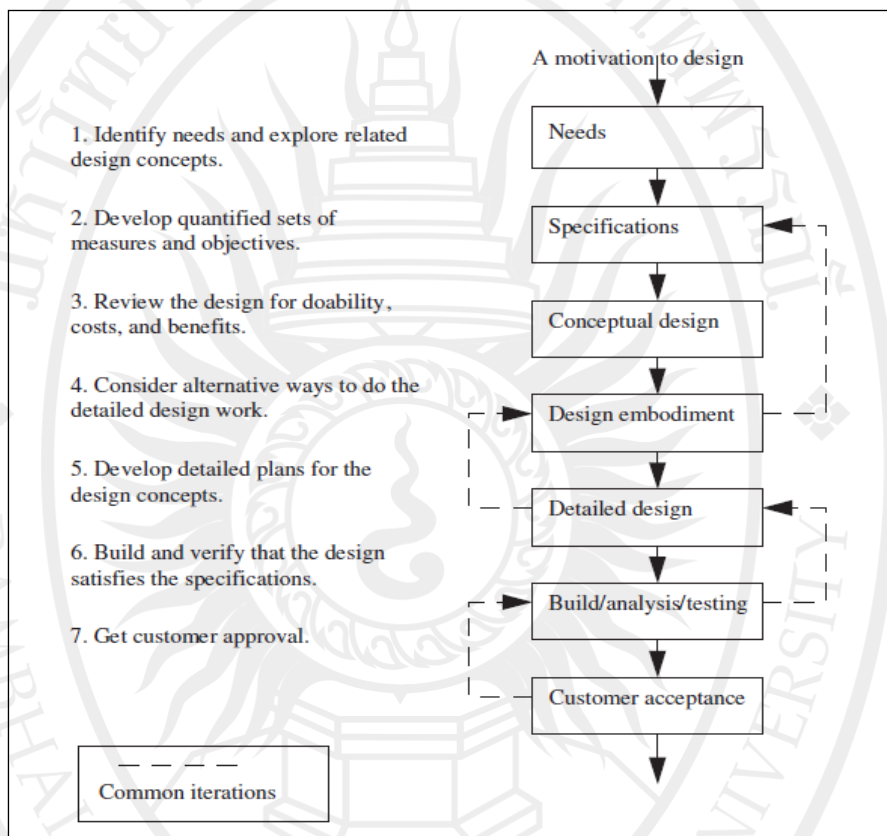 A motivation to design
1. Identify needs and explore related
design concepts.
2. Develop quantified sets of
measures and objectives.
3. Review the design for doability,
costs, and benefits.
4. Consider alternative ways to do the
detailed design work.
5. Develop detailed plans for the
design concepts.
6. Build and verify that the design
satisfies the specifications.
7. Get customer approval.
Needs
Specifications
Conceptual design
Design embodiment
Detailed design
Build/analysis/testing
Customer acceptance
Common iterations
UNIVERSITY